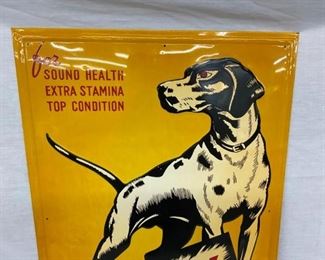 for
SOUND HEALTH
EXTRA STAMINA
TOP CONDITION